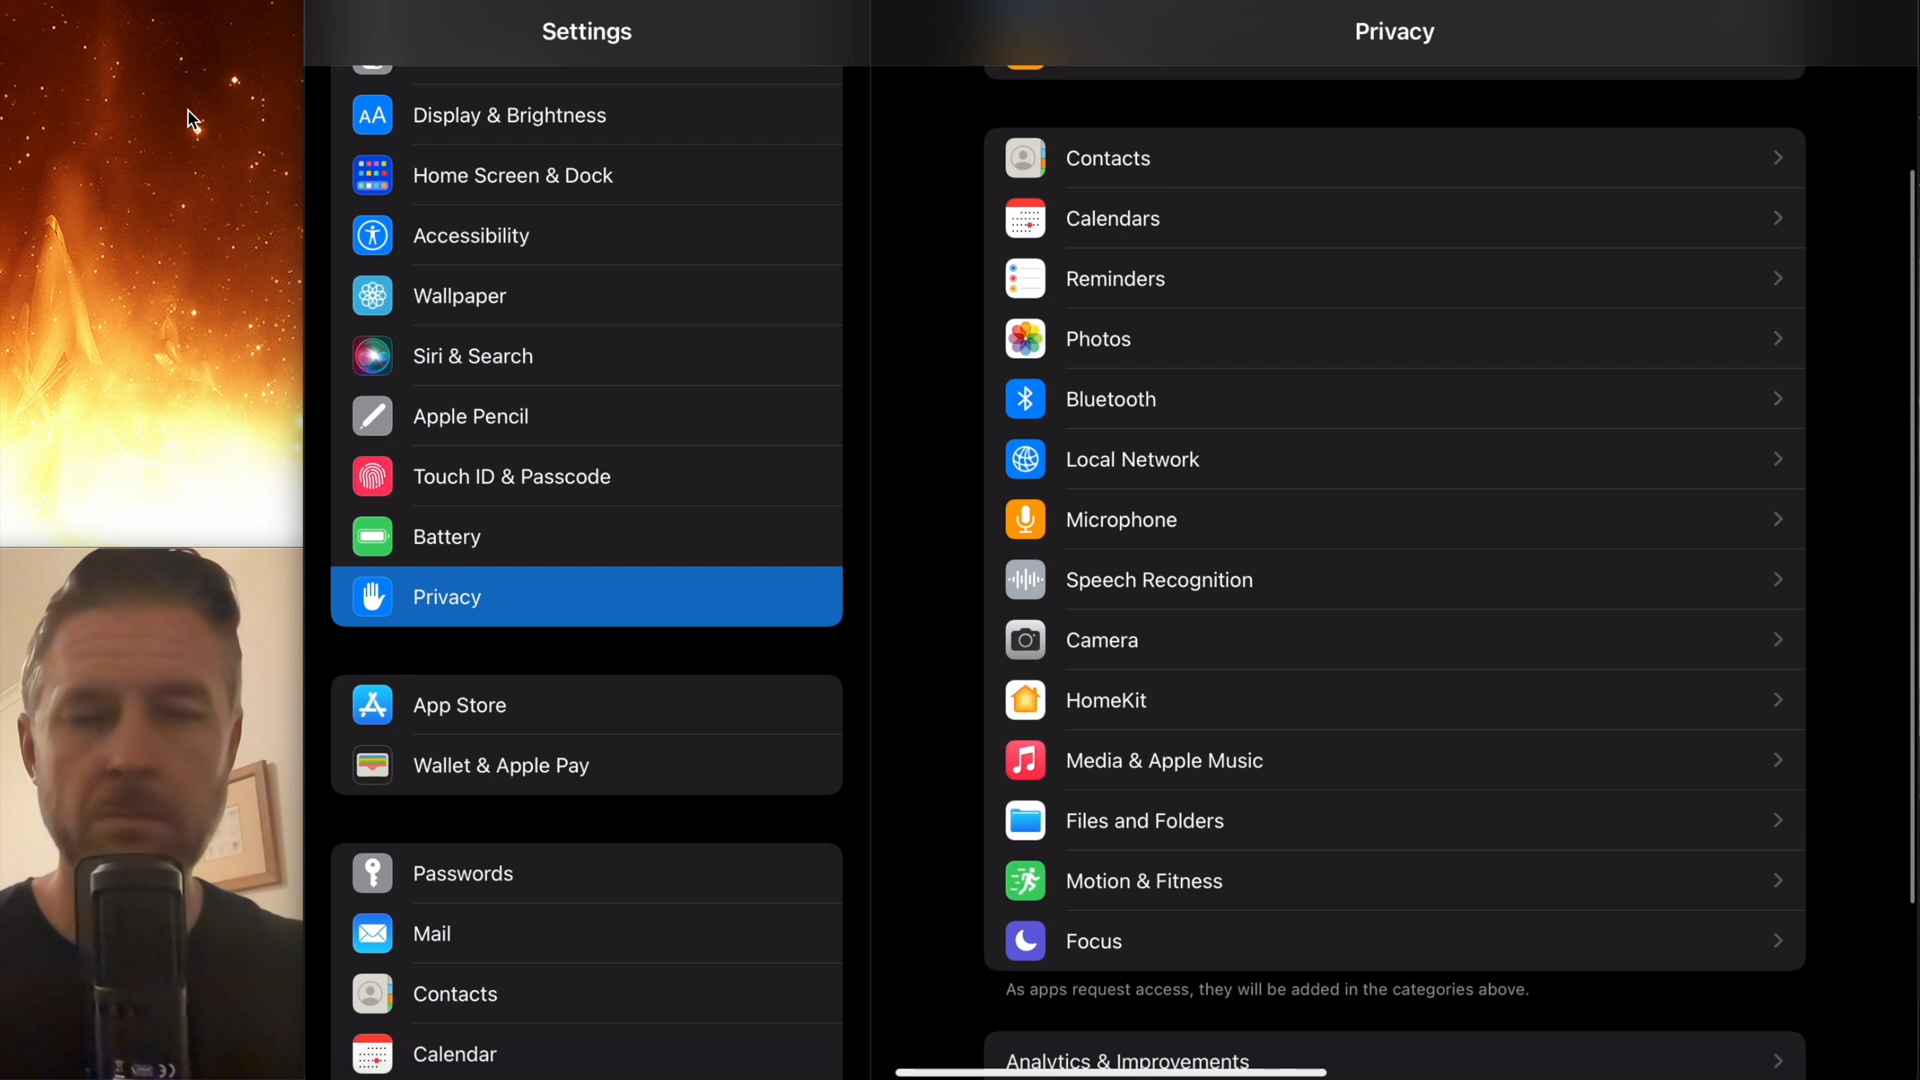 Settings
Display & Brightness
Home Screen & Dock
Accessibility
Wallpaper
Siri & Search
Apple Pencil
Touch ID & Passcode
Battery
Privacy
App Store
Wallet & Apple Pay
Passwords
Mail
Contacts
Calendar
Privacy
Contacts
Calendars
Reminders
Photos
Bluetooth
Local Network
Microphone
Speech Recognition
Camera
HomeKit
Media & Apple Music
Files and Folders
Motion & Fitness
Focus
As apps request access, they will be added in the categories above.
Analytics & Improvements